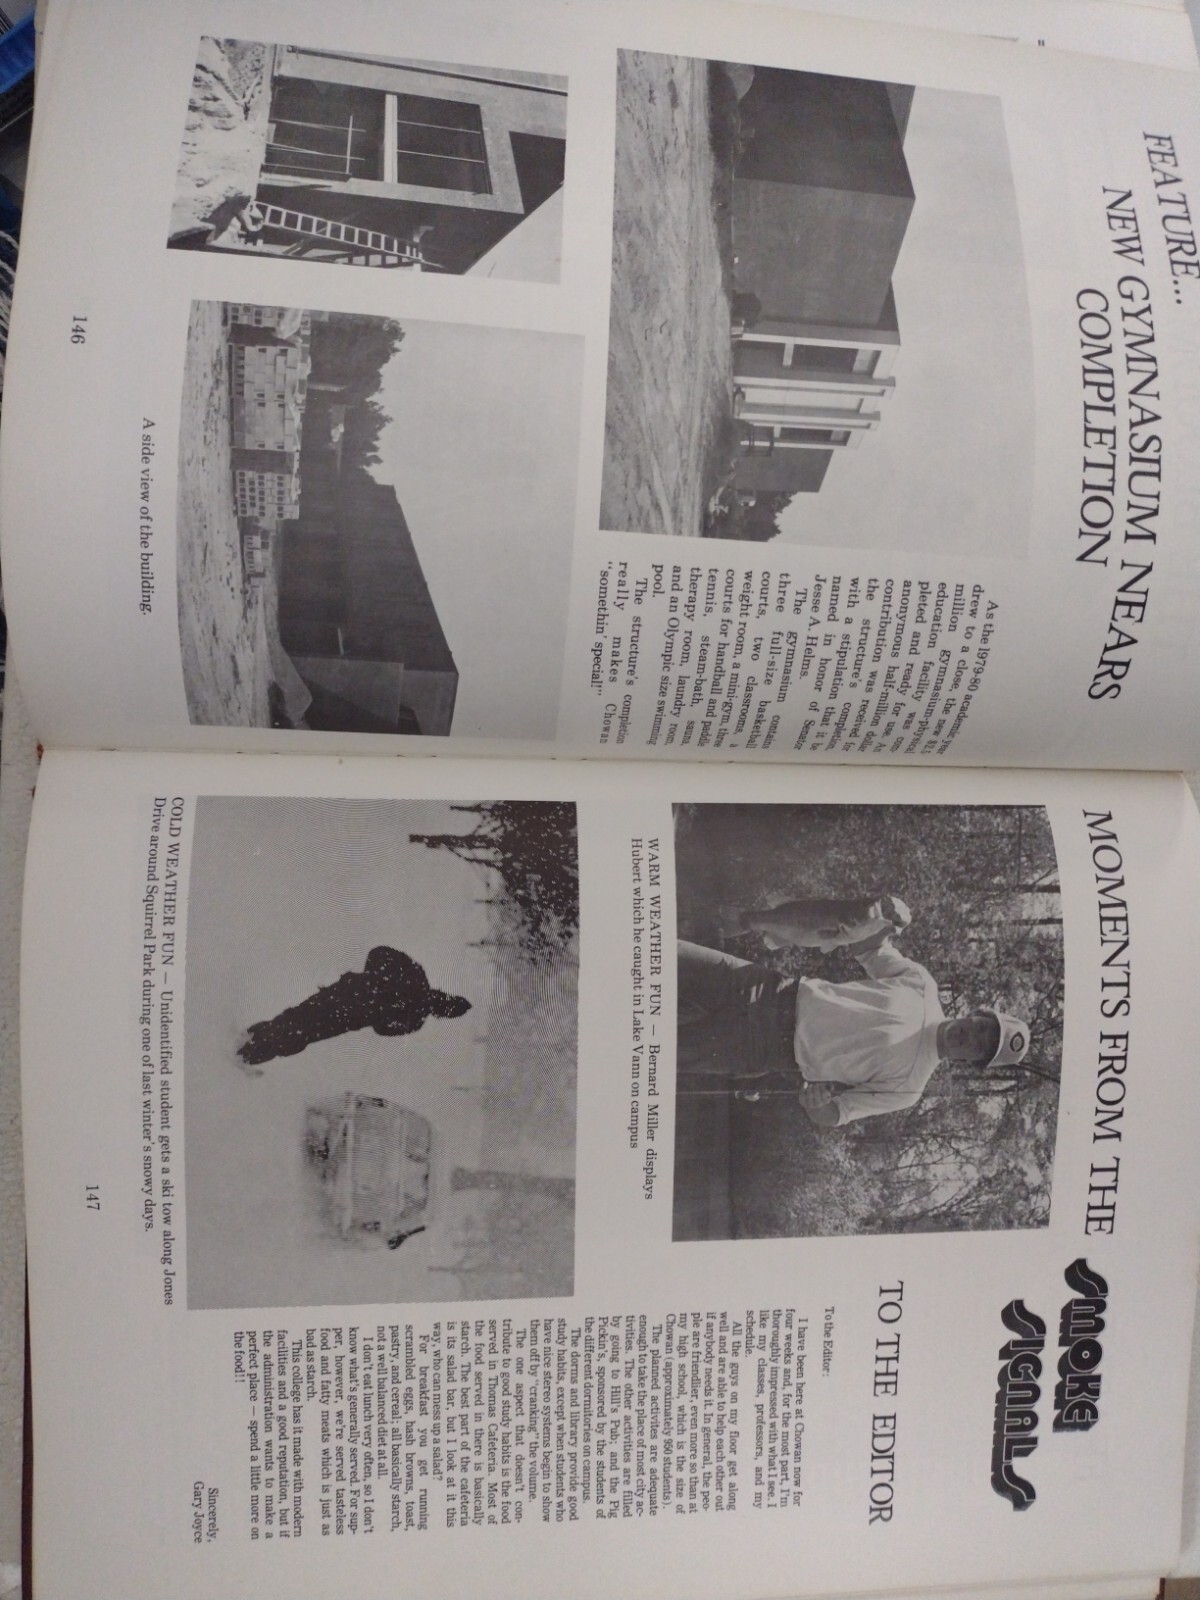 FEATURE...
NEW GYMNASIUM NEARS
COMPLETION
As the 1979-80 academic year
drew to a close, the new $2.5
million education gymnasium-physical
education facility was com-
pleted and ready for use. An
anonymous half-million dollar
contribution was received for
the structure's completion,
with a stipulation that it be
named in honor of Senator
Jesse A. Helms.
The gymnasium contains
three full-size basketball
courts, two classrooms, a
weight room, a mini-gym, three
courts for handball and paddle
tennis, steam-bath, sauna,
therapy room, laundry room,
and an Olympic size swimming
pool.
The structure's completion
really makes Chowan
"somethin' special!"
A side view of the building.
146
MOMENTS FROM THE
SMOKE
SIGNALS
WARM WEATHER FUN — Bernard Miller displays
Hubert which he caught in Lake Vann on campus
COLD WEATHER FUN — Unidentified student gets a ski tow along Jones
Drive around Squirrel Park during one of last winter's snowy days.
TO THE EDITOR
To the Editor:
I have been here at Chowan now for
four weeks and, for the most part, I'm
thoroughly impressed with what I see. I
like my classes, professors, and my
schedule.
All the guys on my floor get along
well and are able to help each other out
if anybody needs it. In general, the peo-
ple are friendlier, even more so than at
my high school, which is the size of
Chowan (approximately 950 students).
The planned activites are adequate
enough to take the place of most city ac-
tivities. The other activities are filled
by going to Hill's Pub; and the Pig
Pickin's, sponsored by the students of
the different dormitories on campus.
The dorms and library provide good
study habits, except when students who
have nice stereo systems begin to show
them off by "cranking" the volume.
The one aspect that doesn't con-
tribute to good study habits is the food
served in Thomas Cafeteria. Most of
the food served in there is basically
starch. The best part of the cafeteria
is its salad bar, but I look at it this
way, who can mess up a salad?
For breakfast you get running
scrambled eggs, hash browns, toast,
pastry, and cereal; all basically starch,
not a well balanced diet at all.
I don't eat lunch very often, so I don't
know what's generally served. For sup-
per, however, we're served tasteless
food and fatty meats which is just as
bad as starch.
This college has it made with modern
facilities and a good reputation, but if
the administration wants to make a
perfect place — spend a little more on
the food!!
Sincerely,
Gary Joyce
147